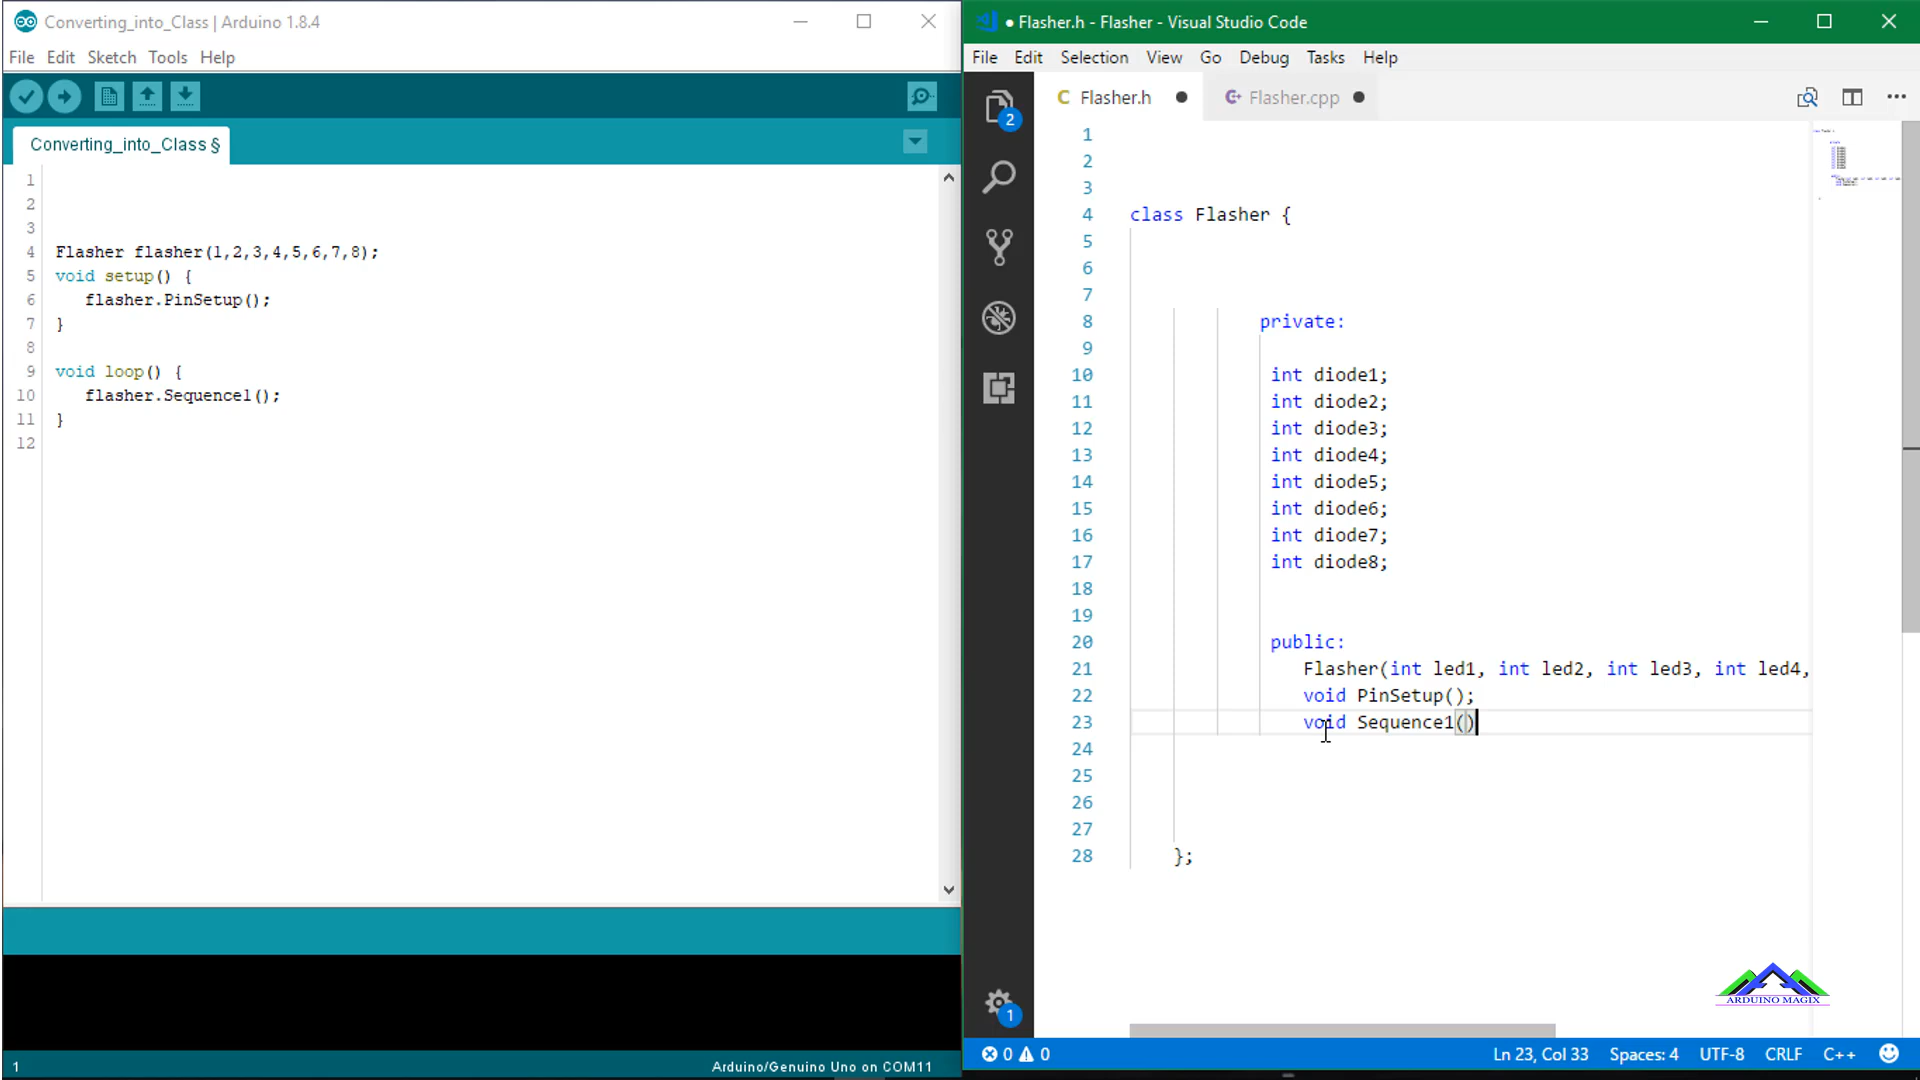 Converting_into_Class | Arduino 1.8.4
File Edit Sketch Tools Help
Converting_into_Class §
1
2
3
4 Flasher flasher(1,2,3,4,5,6,7,8);
5 void setup() {
6 flasher.PinSetup();
7 }
8
9 void loop() {
10 flasher.Sequence1();
11 }
12
1
Arduino/Genuino Uno on COM11
● Flasher.h - Flasher - Visual Studio Code
File Edit Selection View Go Debug Tasks Help
2
C Flasher.h ● Flasher.cpp ●
1
2
3
4 class Flasher {
5
6
7
8 private:
9
10 int diode1;
11 int diode2;
12 int diode3;
13 int diode4;
14 int diode5;
15 int diode6;
16 int diode7;
17 int diode8;
18
19
20 public:
21 Flasher(int led1, int led2, int led3, int led4,
22 void PinSetup();
23 void Sequence1()
24
25
26
27
28 };
ARDUINO MAGIX
1
0 0 Ln 23, Col 33 Spaces: 4 UTF-8 CRLF C++